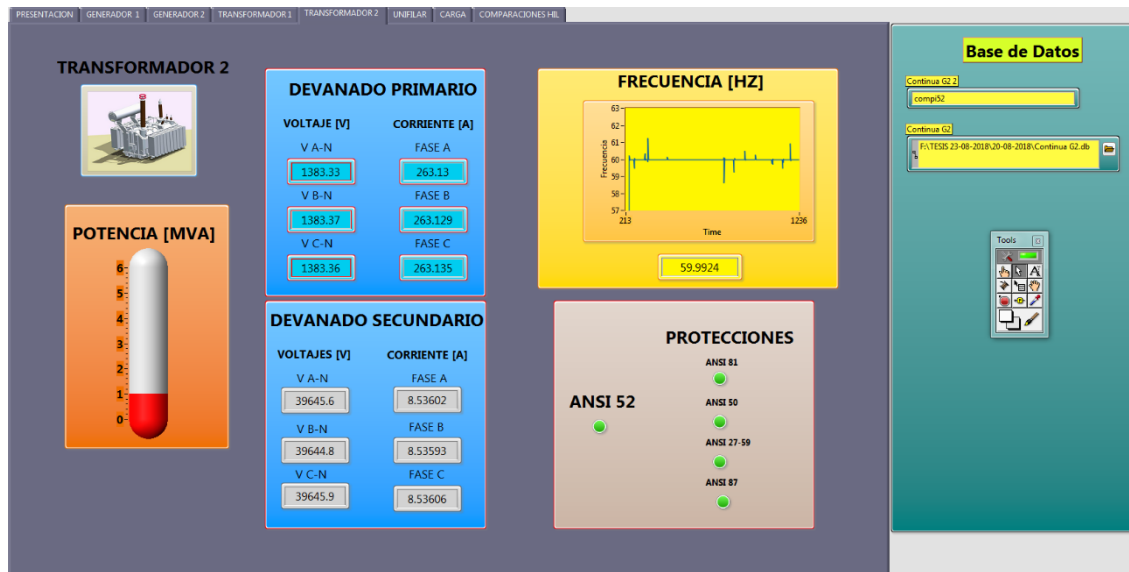 PRESENTACION GENERADOR 1 GENERADOR 2 TRANSFORMADOR 1 TRANSFORMADOR 2 UNIFILAR CARGA COMPARACIONES HIL
TRANSFORMADOR 2
POTENCIA [MVA]
6
5
4
3
2
1
0
DEVANADO PRIMARIO
VOLTAJE [V] CORRIENTE [A]
V A-N FASE A
1383.33 263.13
V B-N FASE B
1383.37 263.129
V C-N FASE C
1383.36 263.135
DEVANADO SECUNDARIO
VOLTAJES [V] CORRIENTE [A]
V A-N FASE A
39645.6 8.53602
V B-N FASE B
39644.8 8.53593
V C-N FASE C
39645.9 8.53606
FRECUENCIA [HZ]
Frecuencia
63
62
61
60
59
58
57
213 1236
Time
59.9924
PROTECCIONES
ANSI 81
ANSI 52
ANSI 50
ANSI 27-59
ANSI 87
Base de Datos
Continua G2 2
compi52
Continua G2
F:\TESIS 23-08-2018\20-08-2018\Continua G2.db
Tools